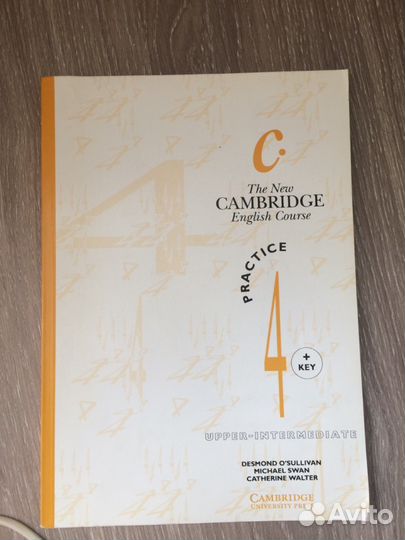 c.
The New
CAMBRIDGE
English Course
PRACTICE
4
+
KEY
UPPER-INTERMEDIATE
DESMOND O'SULLIVAN
MICHAEL SWAN
CATHERINE WALTER
CAMBRIDGE
UNIVERSITY PRESS
Avito